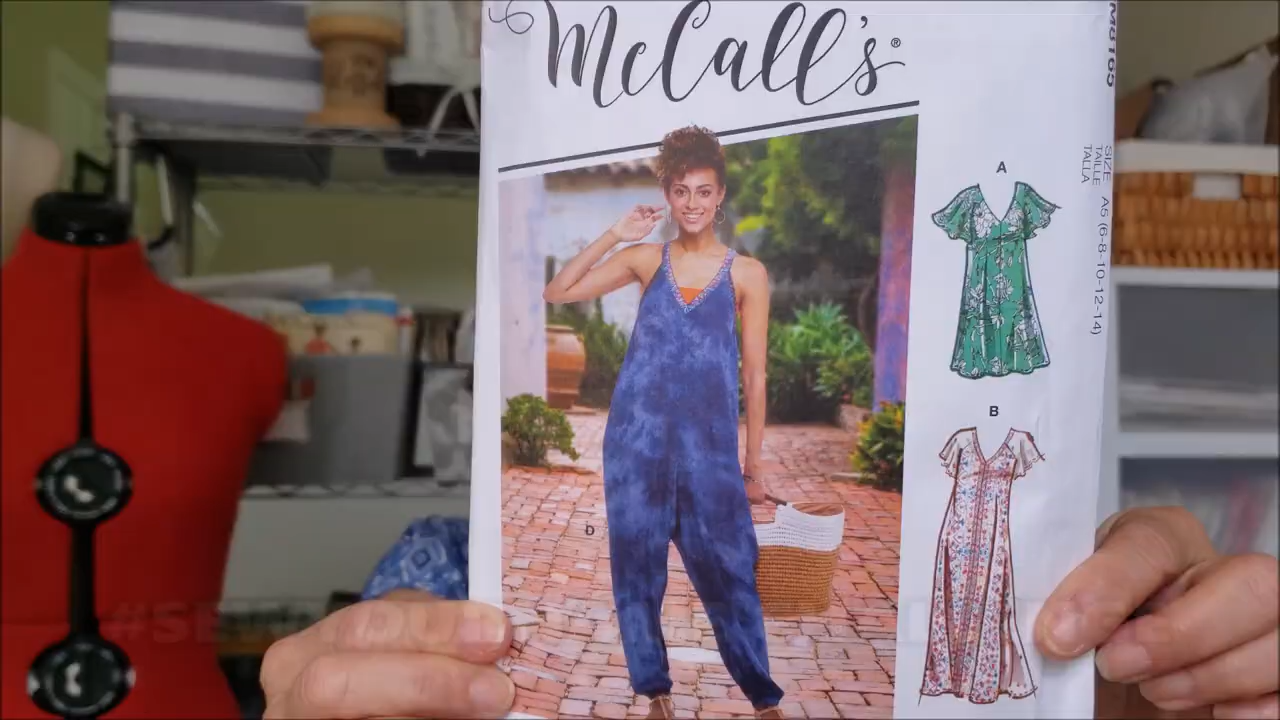 McCall's®
M8165
SIZE A5 (6-8-10-12-14)
TAILLE
TALLA
A
B
D